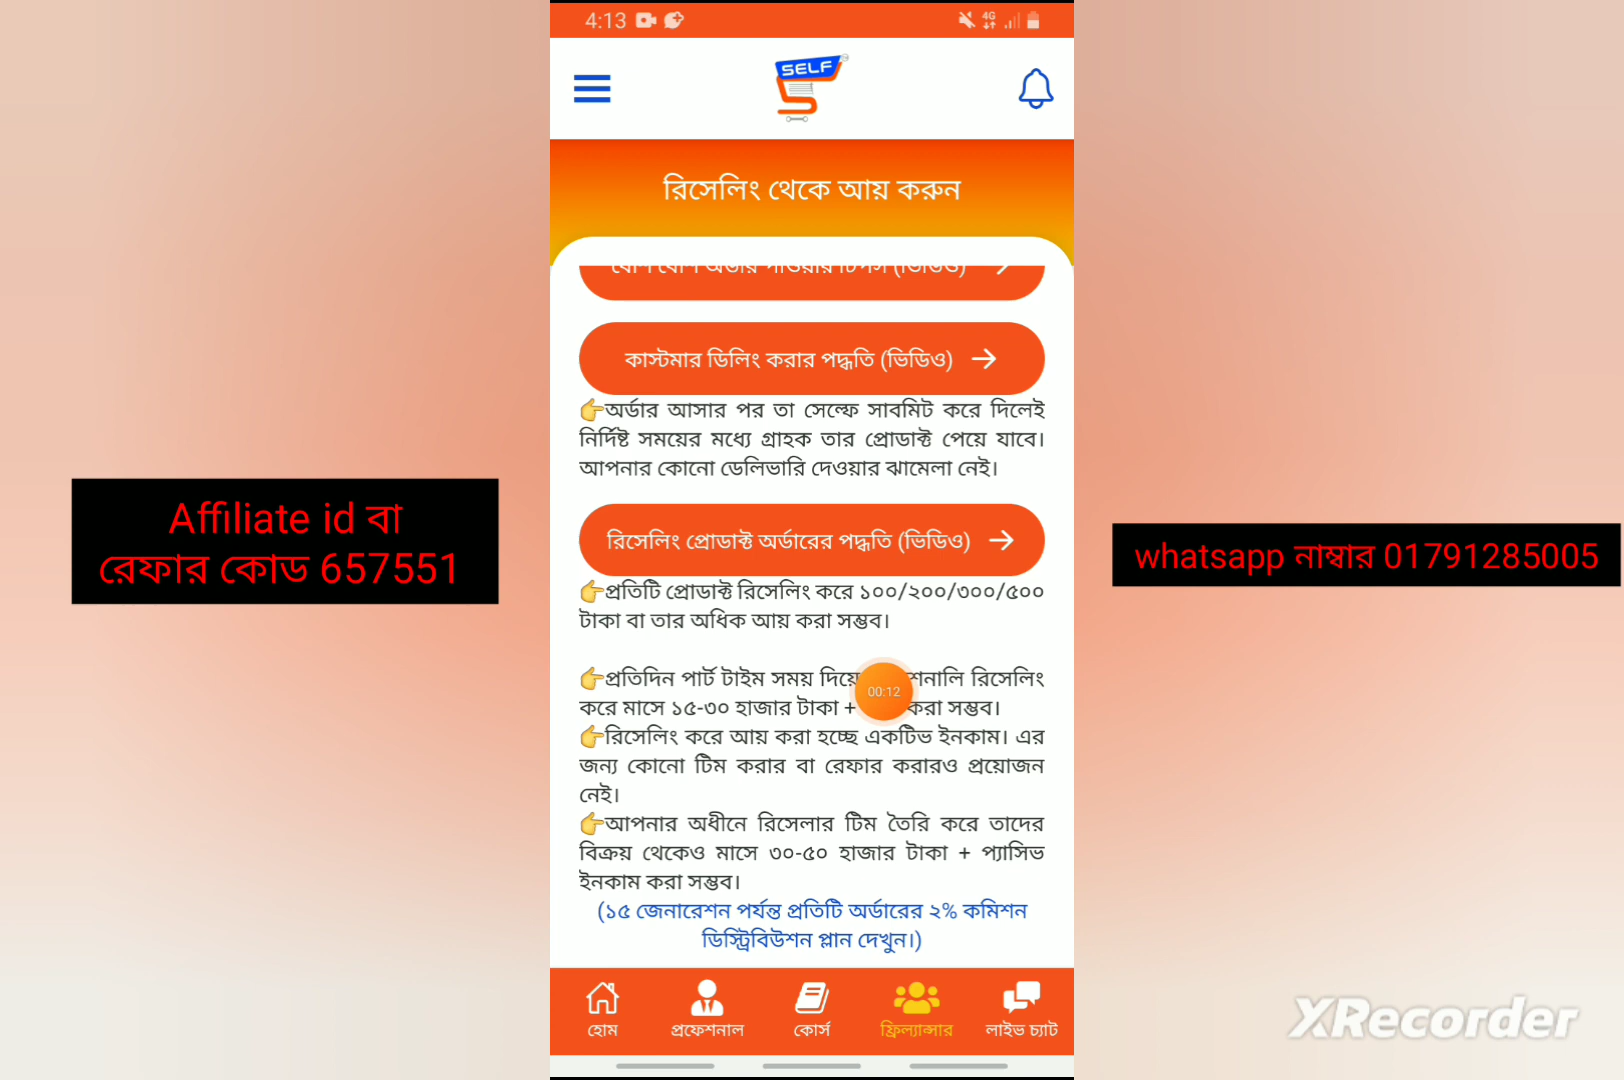 4:13
4G
SELF
রিসেলিং থেকে আয় করুন
বেশি বেশি অর্ডার পাওয়ার টিপস (ভিডিও)
কাস্টমার ডিলিং করার পদ্ধতি (ভিডিও)
👉অর্ডার আসার পর তা সেল্ফে সাবমিট করে দিলেই
নির্দিষ্ট সময়ের মধ্যে গ্রাহক তার প্রোডাক্ট পেয়ে যাবে।
আপনার কোনো ডেলিভারি দেওয়ার ঝামেলা নেই।
Affiliate id বা
রেফার কোড 657551
whatsapp নাম্বার 01791285005
রিসেলিং প্রোডাক্ট অর্ডারের পদ্ধতি (ভিডিও)
👉প্রতিটি প্রোডাক্ট রিসেলিং করে ১০০/২০০/৩০০/৫০০
টাকা বা তার অধিক আয় করা সম্ভব।
👉প্রতিদিন পার্ট টাইম সময় দিয়ে শনালি রিসেলিং
00:12
করে মাসে ১৫-৩০ হাজার টাকা + করা সম্ভব।
👉রিসেলিং করে আয় করা হচ্ছে একটিভ ইনকাম। এর
জন্য কোনো টিম করার বা রেফার করারও প্রয়োজন
নেই।
👉আপনার অধীনে রিসেলার টিম তৈরি করে তাদের
বিক্রয় থেকেও মাসে ৩০-৫০ হাজার টাকা + প্যাসিভ
ইনকাম করা সম্ভব।
(১৫ জেনারেশন পর্যন্ত প্রতিটি অর্ডারের ২% কমিশন
ডিস্ট্রিবিউশন প্লান দেখুন।)
হোম
প্রফেশনাল
কোর্স
ফ্রিল্যান্সার
লাইভ চ্যাট
XRecorder